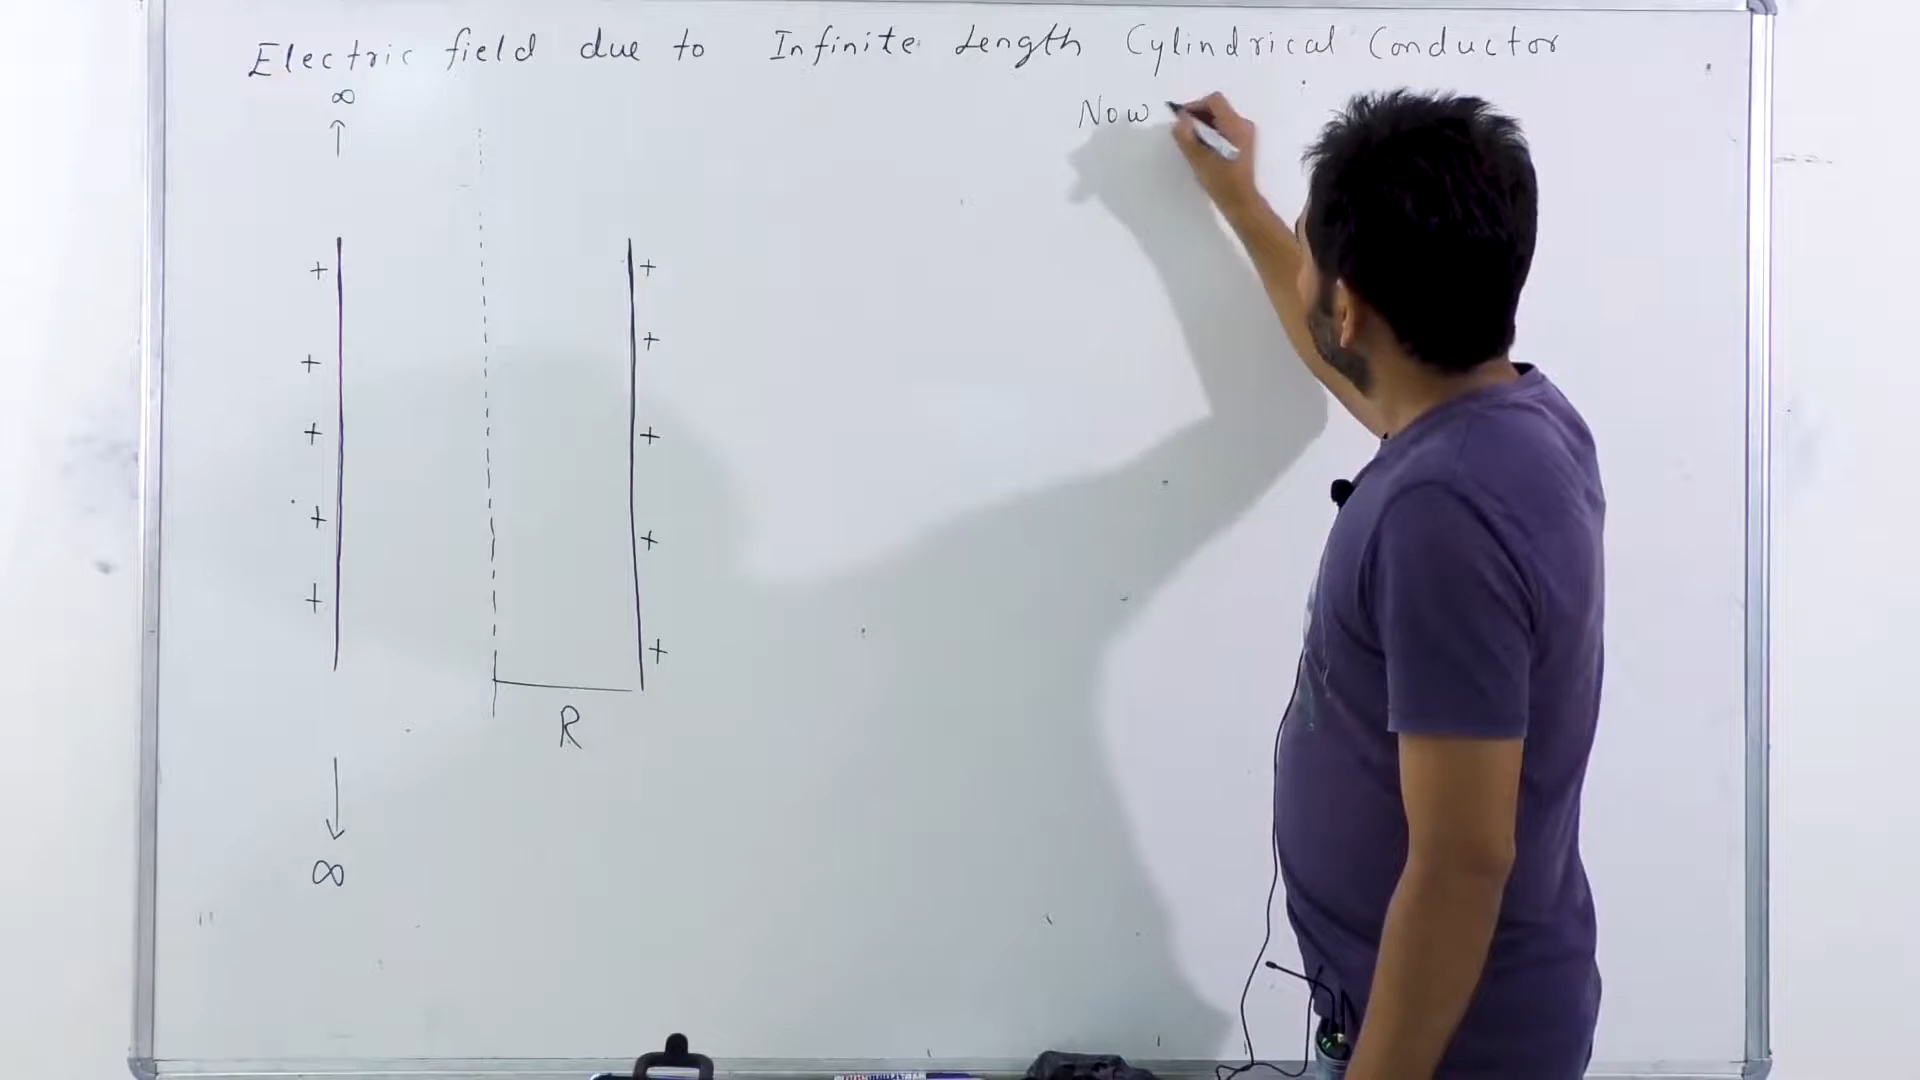 Electric field due to Infinite Length Cylindrical Conductor
∞
Now
+ +
+ +
+ +
+ +
+ +
R
∞